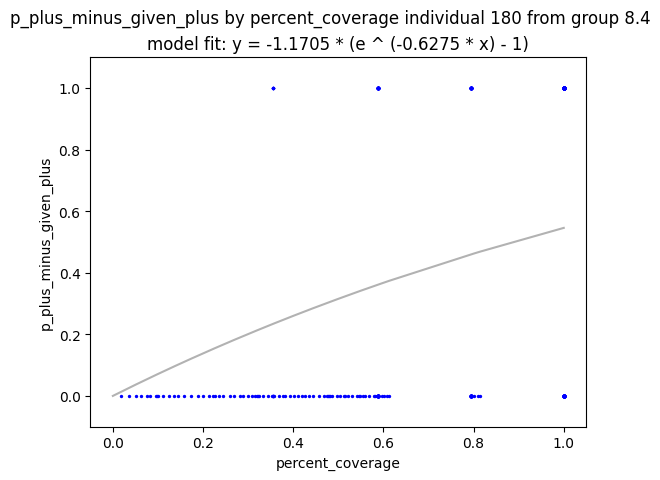 p_plus_minus_given_plus by percent_coverage individual 180 from group 8.4
model fit: y = -1.1705 * (e ^ (-0.6275 * x) - 1)
1.0
0.8
0.6
0.4
0.2
0.0
p_plus_minus_given_plus
0.0 0.2 0.4 0.6 0.8 1.0
percent_coverage